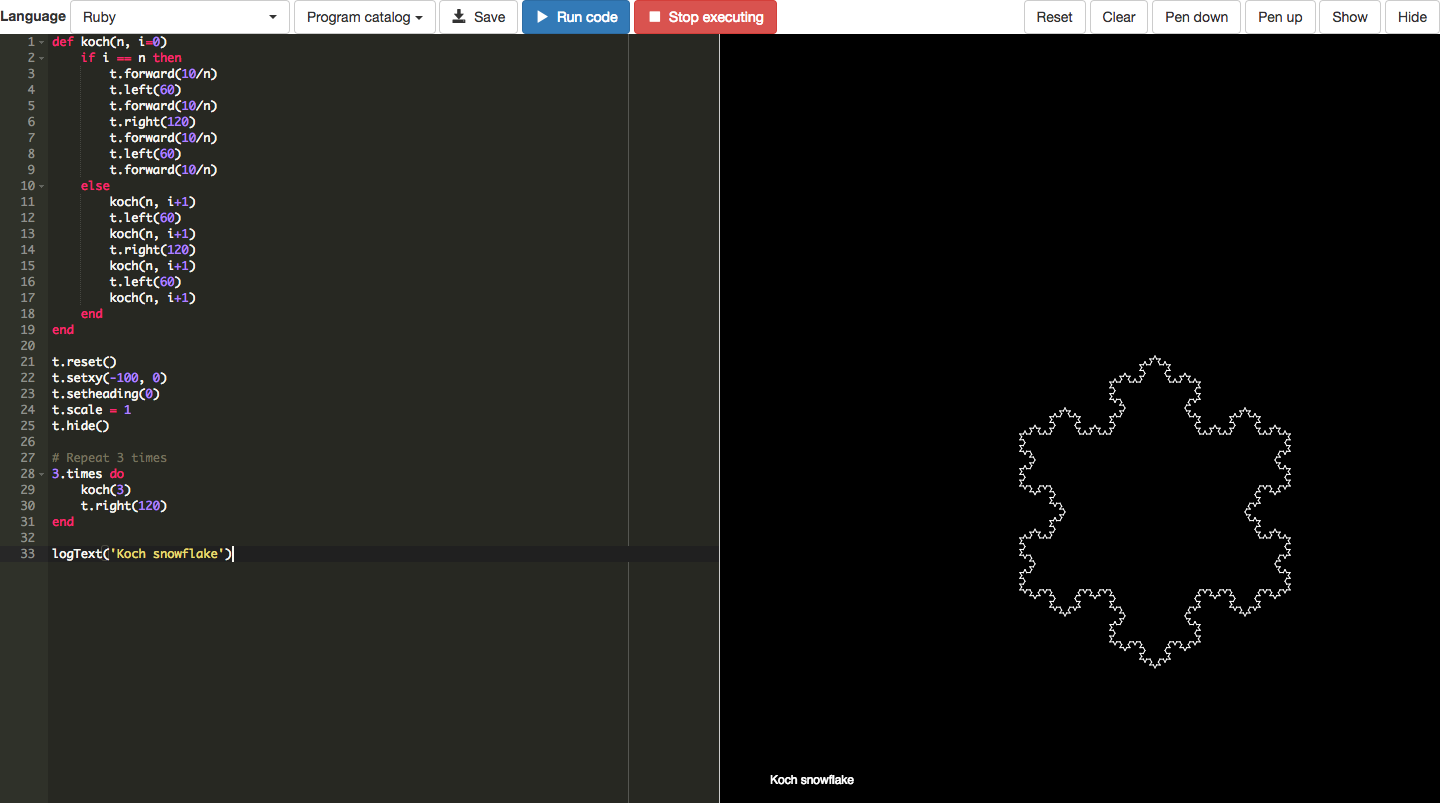 Language Ruby Program catalog Save Run code Stop executing Reset Clear Pen down Pen up Show Hide
1 def koch(n, i=0)
2     if i == n then
3         t.forward(10/n)
4         t.left(60)
5         t.forward(10/n)
6         t.right(120)
7         t.forward(10/n)
8         t.left(60)
9         t.forward(10/n)
10     else
11         koch(n, i+1)
12         t.left(60)
13         koch(n, i+1)
14         t.right(120)
15         koch(n, i+1)
16         t.left(60)
17         koch(n, i+1)
18     end
19 end
20
21 t.reset()
22 t.setxy(-100, 0)
23 t.setheading(0)
24 t.scale = 1
25 t.hide()
26
27 # Repeat 3 times
28 3.times do
29     koch(3)
30     t.right(120)
31 end
32
33 logText('Koch snowflake')
Koch snowflake